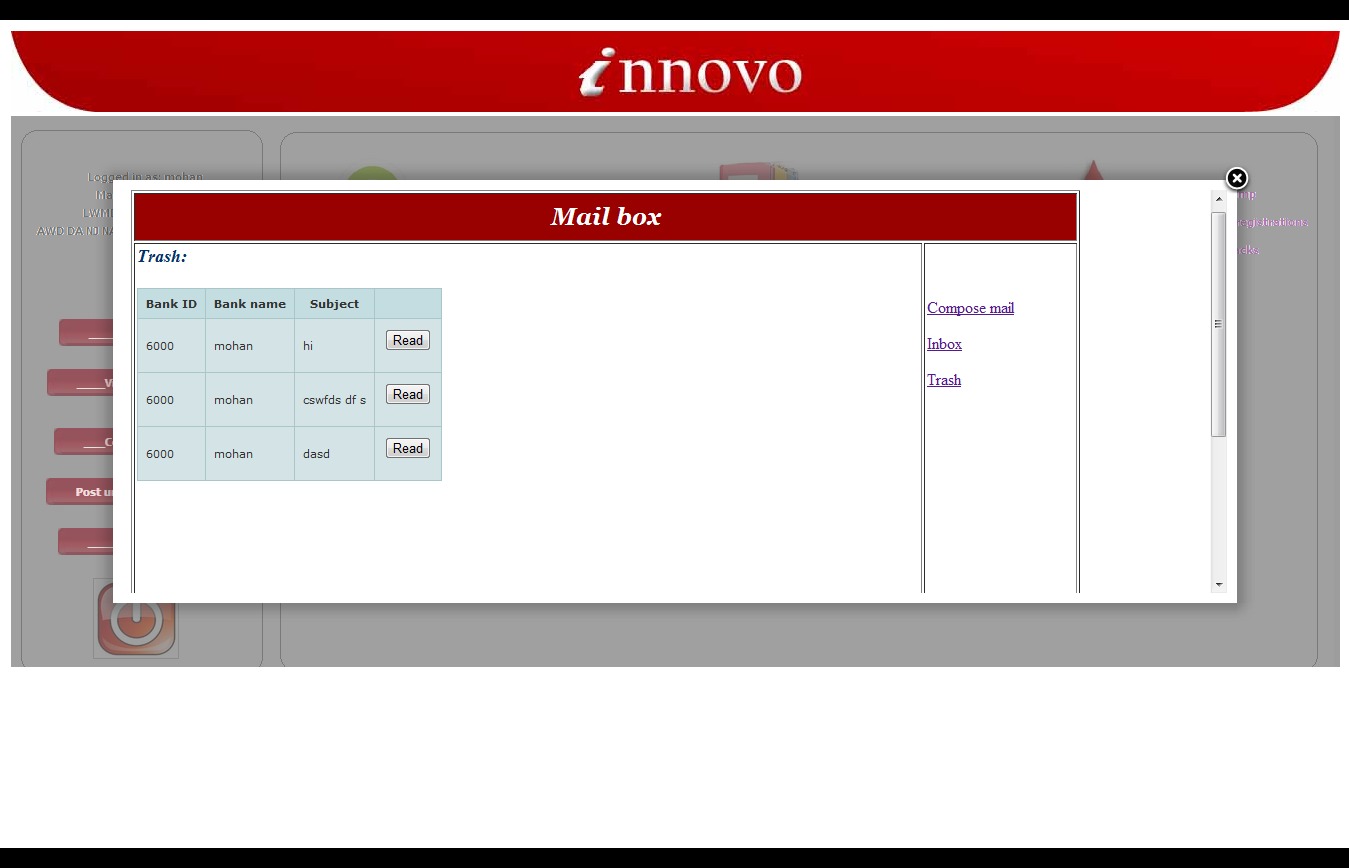 innovo
Logged in as: mohan
Mail box
Trash:
Bank ID Bank name Subject
6000 mohan hi Read
6000 mohan cswfds df s Read
6000 mohan dasd Read
Compose mail
Inbox
Trash
Post